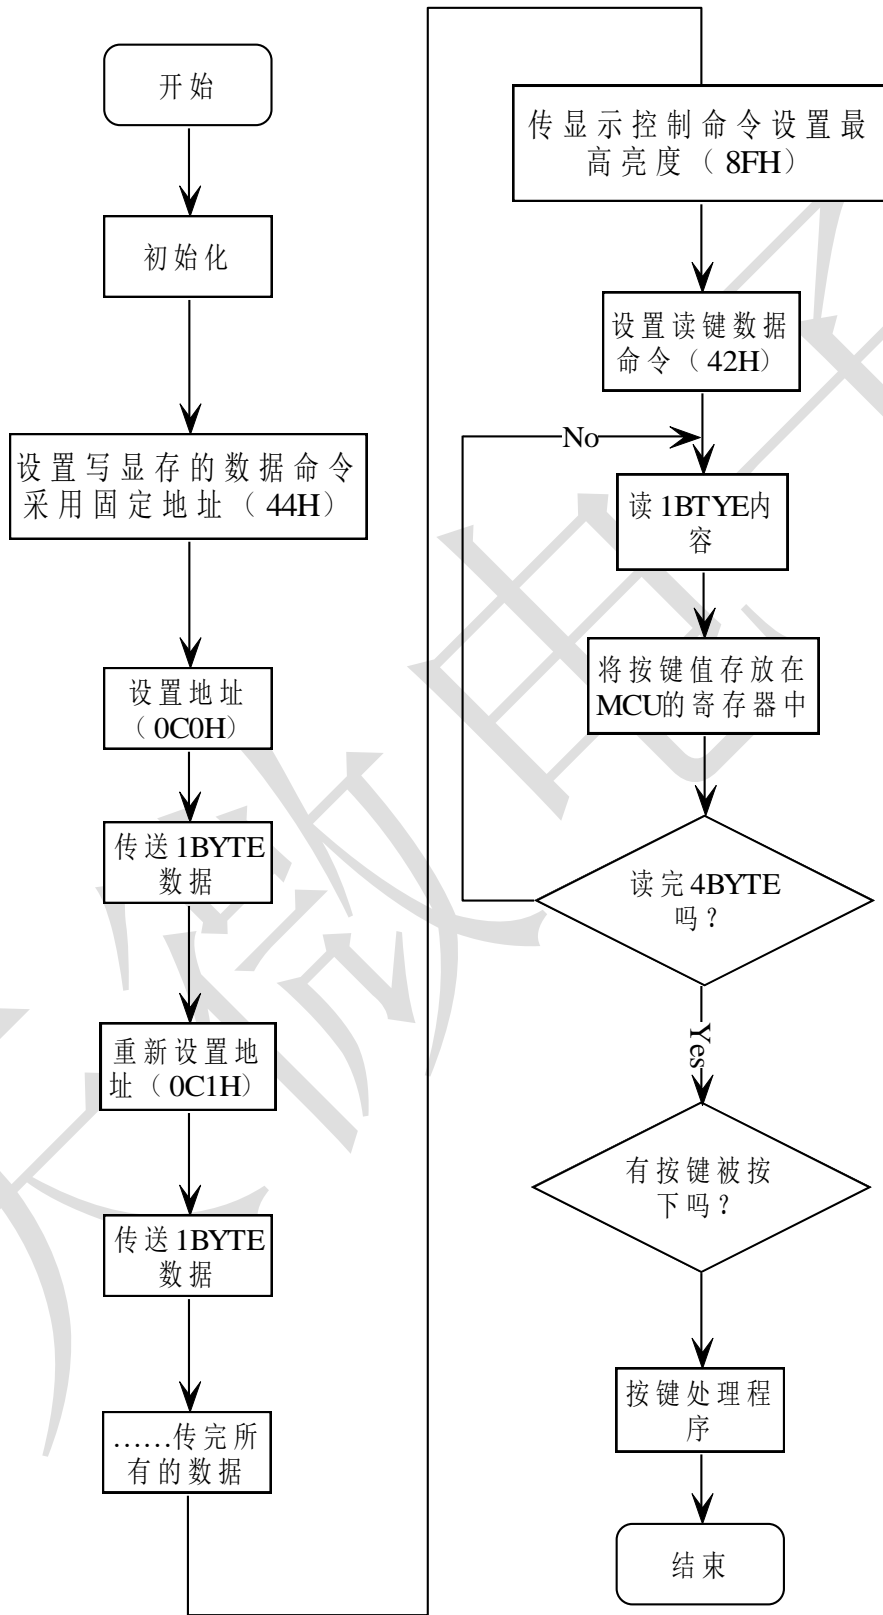 开始
初始化
设置写显存的数据命令
采用固定地址（44H）
设置地址
（0C0H）
传送1BYTE
数据
重新设置地
址（0C1H）
传送1BYTE
数据
……传完所
有的数据
传显示控制命令设置最
高亮度（8FH）
设置读键数据
命令（42H）
No
读1BTYE内
容
将按键值存放在
MCU的寄存器中
读完4BYTE
吗？
Yes
有按键被按
下吗？
按键处理程
序
结束